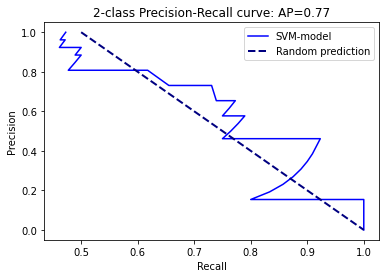 2-class Precision-Recall curve: AP=0.77
SVM-model
Random prediction
Precision
1.0
0.8
0.6
0.4
0.2
0.0
0.5 0.6 0.7 0.8 0.9 1.0
Recall